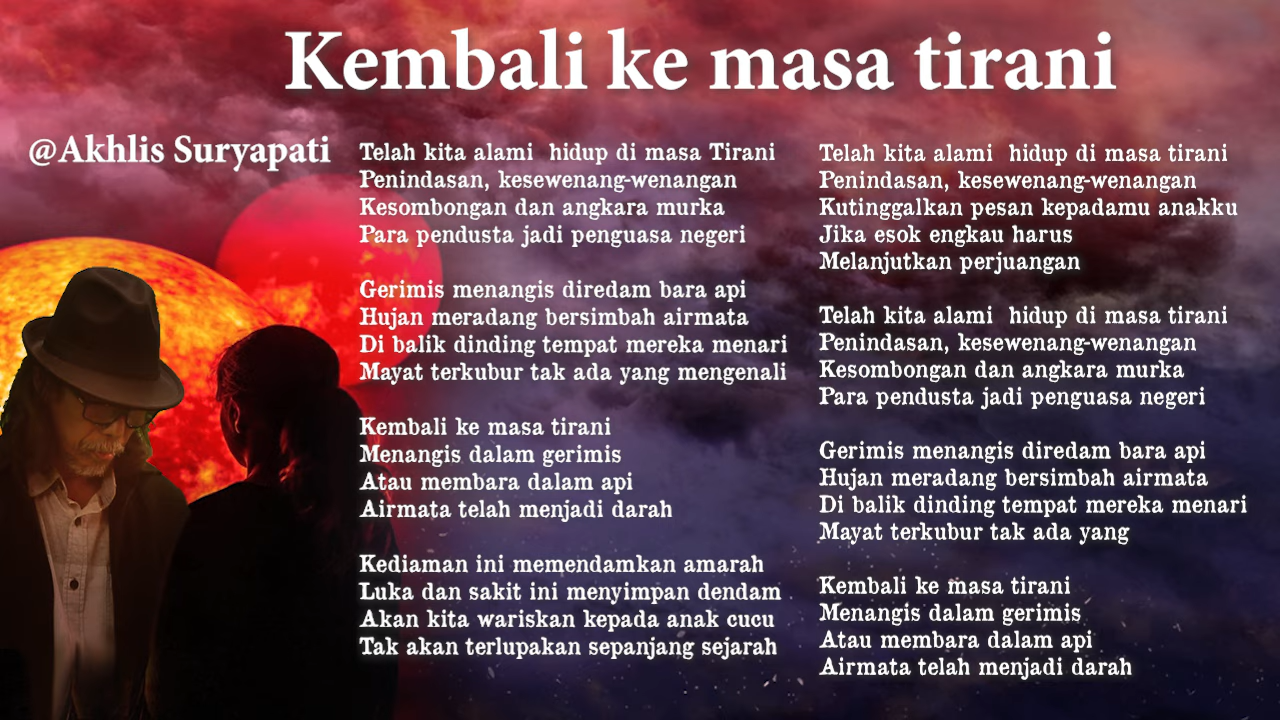 Kembali ke masa tirani
@Akhlis Suryapati
Telah kita alami hidup di masa Tirani
Penindasan, kesewenang-wenangan
Kesombongan dan angkara murka
Para pendusta jadi penguasa negeri
Gerimis menangis diredam bara api
Hujan meradang bersimbah airmata
Di balik dinding tempat mereka menari
Mayat terkubur tak ada yang mengenali
Kembali ke masa tirani
Menangis dalam gerimis
Atau membara dalam api
Airmata telah menjadi darah
Kediaman ini memendamkan amarah
Luka dan sakit ini menyimpan dendam
Akan kita wariskan kepada anak cucu
Tak akan terlupakan sepanjang sejarah
Telah kita alami hidup di masa tirani
Penindasan, kesewenang-wenangan
Kutinggalkan pesan kepadamu anakku
Jika esok engkau harus
Melanjutkan perjuangan
Telah kita alami hidup di masa tirani
Penindasan, kesewenang-wenangan
Kesombongan dan angkara murka
Para pendusta jadi penguasa negeri
Gerimis menangis diredam bara api
Hujan meradang bersimbah airmata
Di balik dinding tempat mereka menari
Mayat terkubur tak ada yang
Kembali ke masa tirani
Menangis dalam gerimis
Atau membara dalam api
Airmata telah menjadi darah